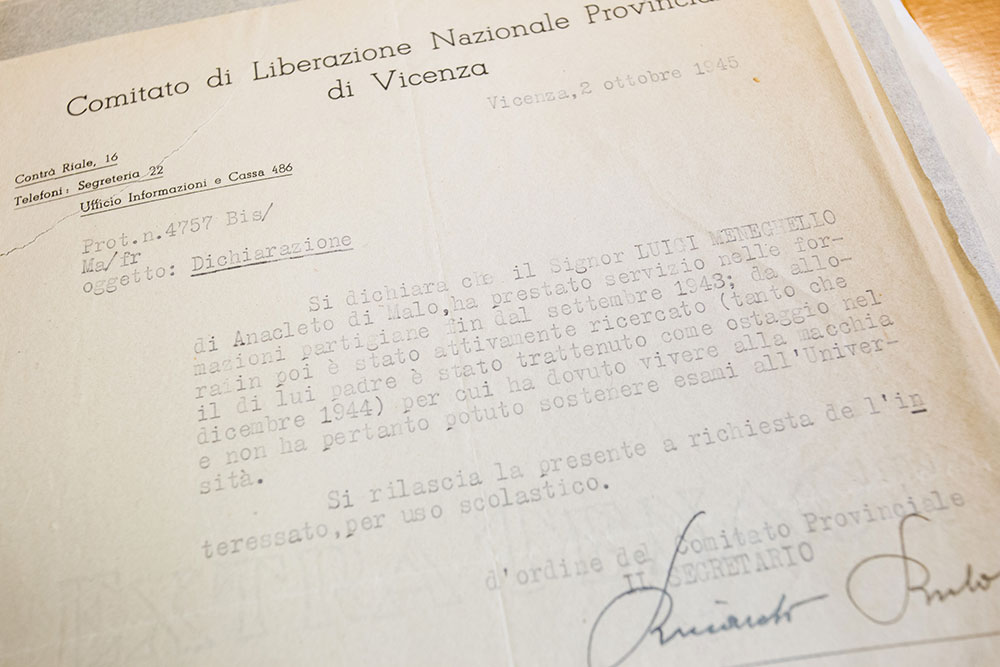 Comitato di Liberazione Nazionale Provincial
di Vicenza
Vicenza,2 ottobre 1945
Contrà Riale, 16
Telefoni: Segreteria 22
Ufficio Informazioni e Cassa 486
Prot.n.4757 Bis/
Ma/fr
oggetto: Dichiarazione
Si dichiara che il Signor LUIGI MENEGHELLO
di Anacleto di Malo,ha prestato servizio nelle for-
mazioni partigiane fin dal settembre 1943; da allo-
rain poi è stato attivamente ricercato (tanto che
il di lui padre è stato trattenuto come ostaggio nel
dicembre 1944) per cui ha dovuto vivere alla macchia
e non ha pertanto potuto sostenere esami all'Univer-
sità.
Si rilascia la presente a richiesta de l'in
teressato,per uso scolastico.
d'ordine del Comitato Provinciale
IL SEGRETARIO